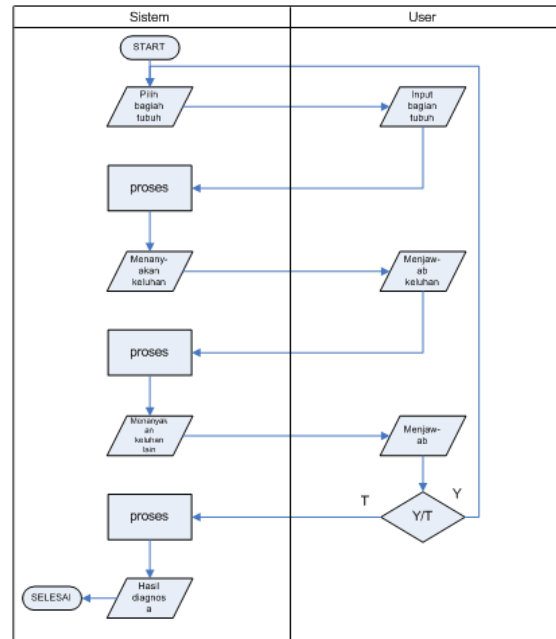 Sistem
User
START
Pilih
bagiah
tubuh
Input
bagian
tubuh
proses
Menany-
akan
keluhan
Menjaw-
ab
keluhan
proses
Menanyak
an
keluhan
lain
Menjaw-
ab
T
Y
Y/T
proses
Hasil
diagnos
a
SELESAI